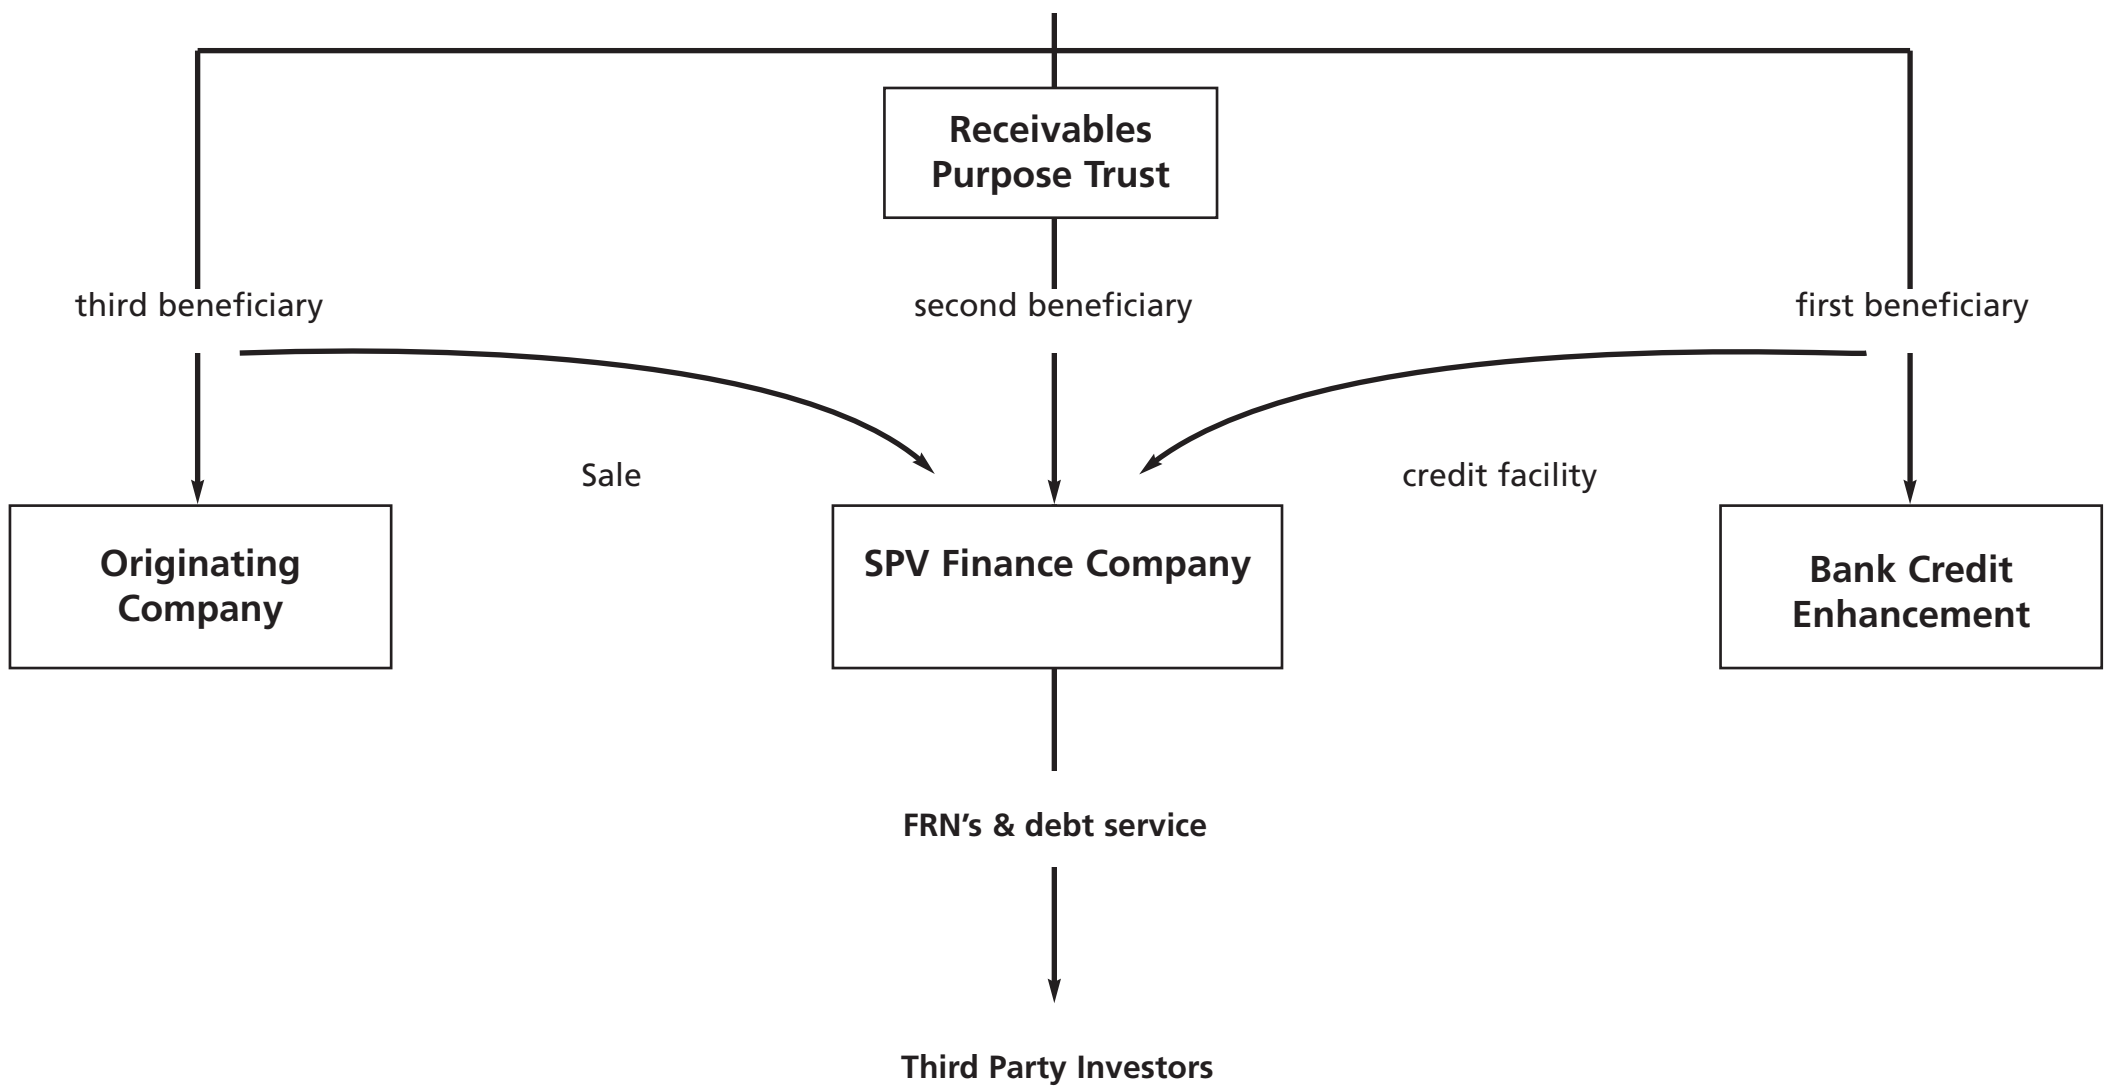 Receivables
Purpose Trust
third beneficiary
second beneficiary
first beneficiary
Sale
credit facility
Originating
Company
SPV Finance Company
Bank Credit
Enhancement
FRN’s & debt service
Third Party Investors